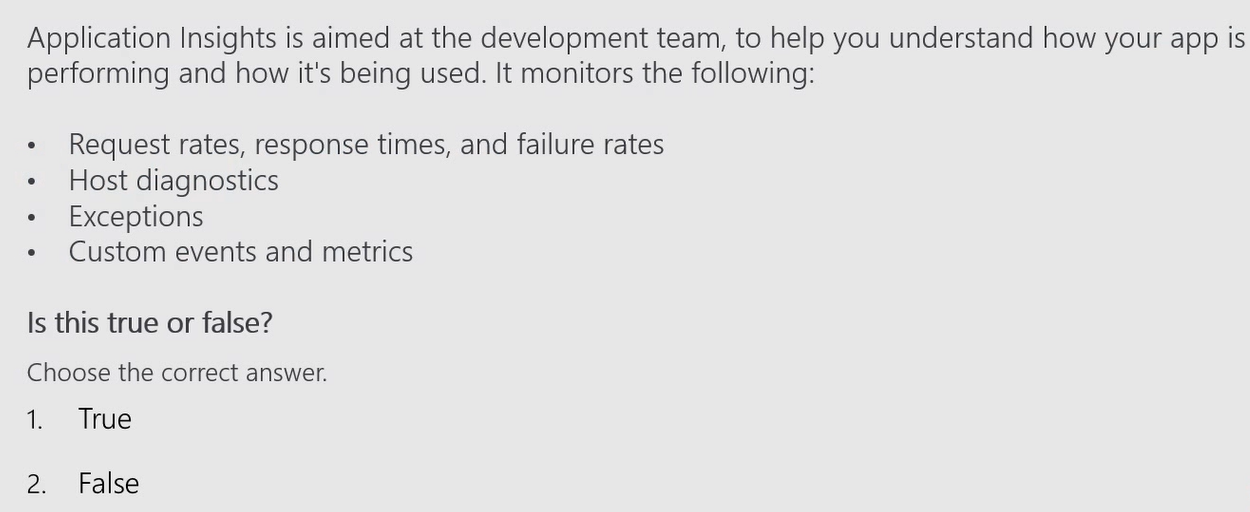 Application Insights is aimed at the development team, to help you understand how your app is
performing and how it's being used. It monitors the following:
• Request rates, response times, and failure rates
• Host diagnostics
• Exceptions
• Custom events and metrics
Is this true or false?
Choose the correct answer.
1. True
2. False